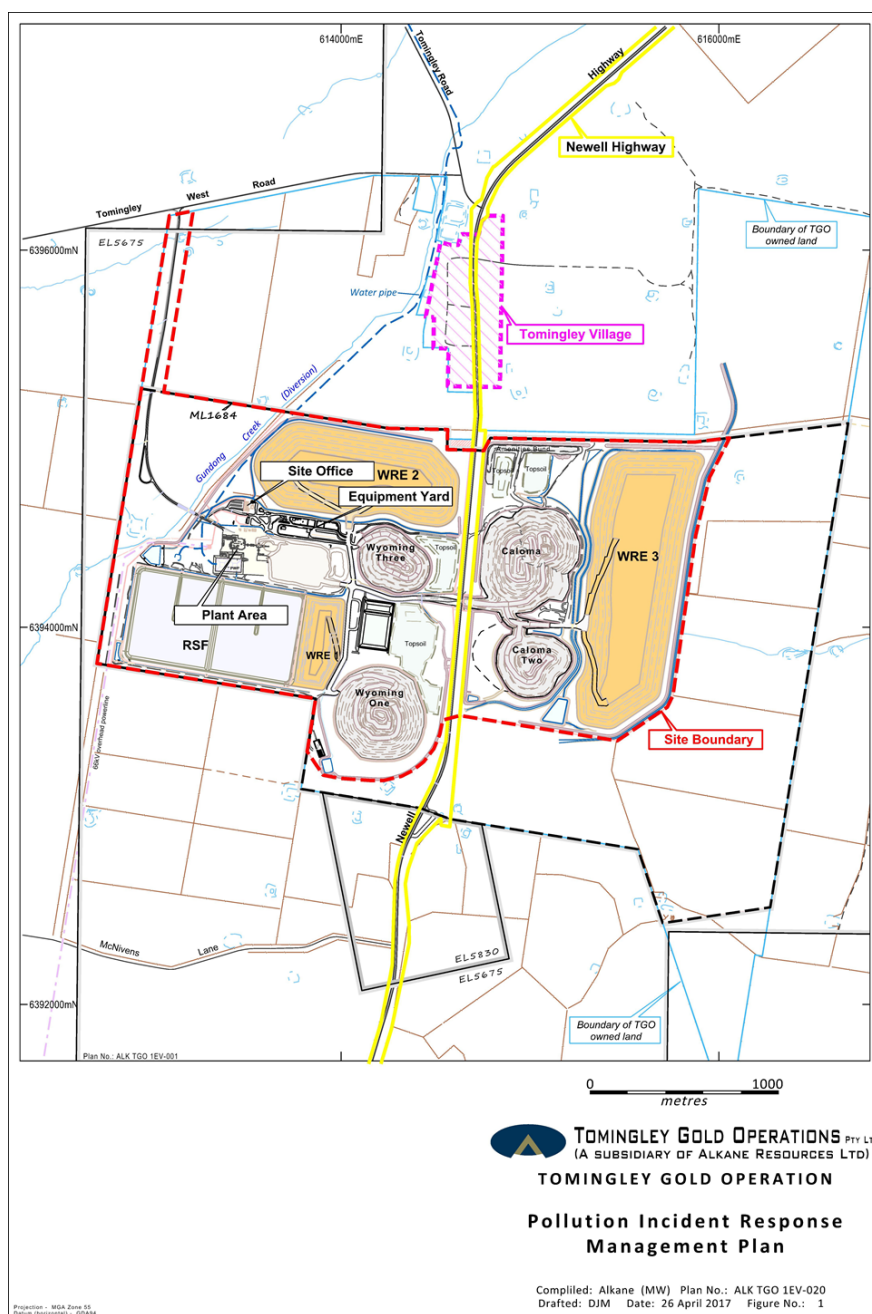 614000mE
616000mE
Tomingley Road
Highway
Newell Highway
Tomingley West Road
Boundary of TGO
owned land
6396000mN
EL5675
Water pipe
Tomingley Village
Gundong Creek (Diversion)
ML1684
Site Office
WRE 2
Equipment Yard
Topsoil
Topsoil
Wyoming
Three
Topsoil
Caloma
WRE 3
Plant Area
6394000mN
RSF
WRE
Topsoil
Caloma
Two
Wyoming
One
Site Boundary
66kV overhead powerline
Newell
McNivens Lane
EL5830
EL5675
6392000mN
Boundary of TGO
owned land
Plan No.: ALK TGO 1EV-001
0 1000
metres
TOMINGLEY GOLD OPERATIONS PTY LT
(A SUBSIDIARY OF ALKANE RESOURCES LTD)
TOMINGLEY GOLD OPERATION
Pollution Incident Response
Management Plan
Compliled: Alkane (MW) Plan No.: ALK TGO 1EV-020
Drafted: DJM Date: 26 April 2017 Figure No.: 1
Projection - MGA Zone 55